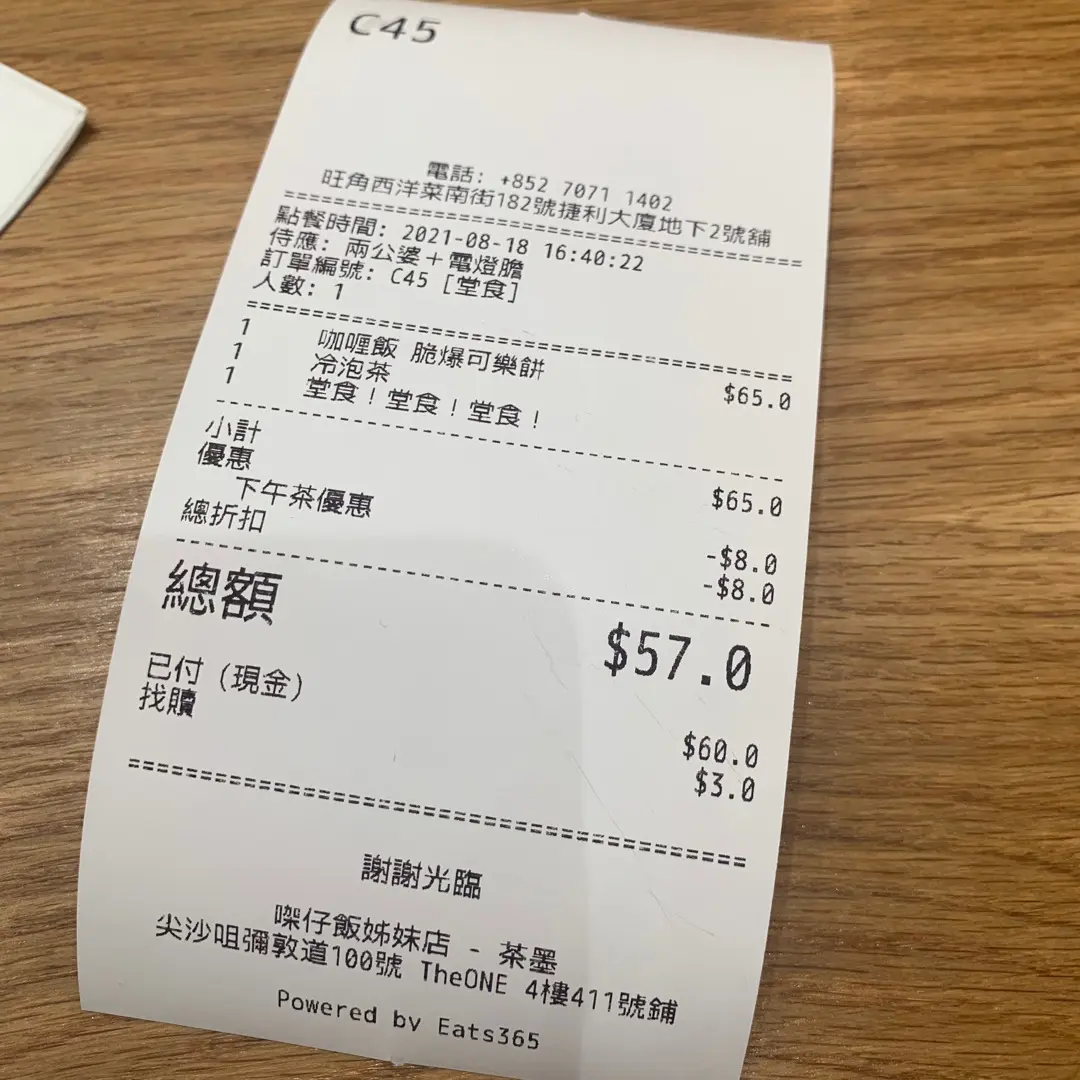 C45
電話: +852 7071 1402
旺角西洋菜南街182號捷利大廈地下2號舖
點餐時間: 2021-08-18 16:40:22
侍應: 兩公婆+電燈膽
訂單編號: C45 [堂食]
人數: 1
1 咖喱飯 脆爆可樂餅 $65.0
1 冷泡茶
1 堂食!堂食!堂食!
小計 $65.0
優惠
下午茶優惠 -$8.0
總折扣 -$8.0
總額 $57.0
已付 (現金) $60.0
找贖 $3.0
謝謝光臨
㗎仔飯姊妹店 - 茶墨
尖沙咀彌敦道100號 TheONE 4樓411號鋪
Powered by Eats365